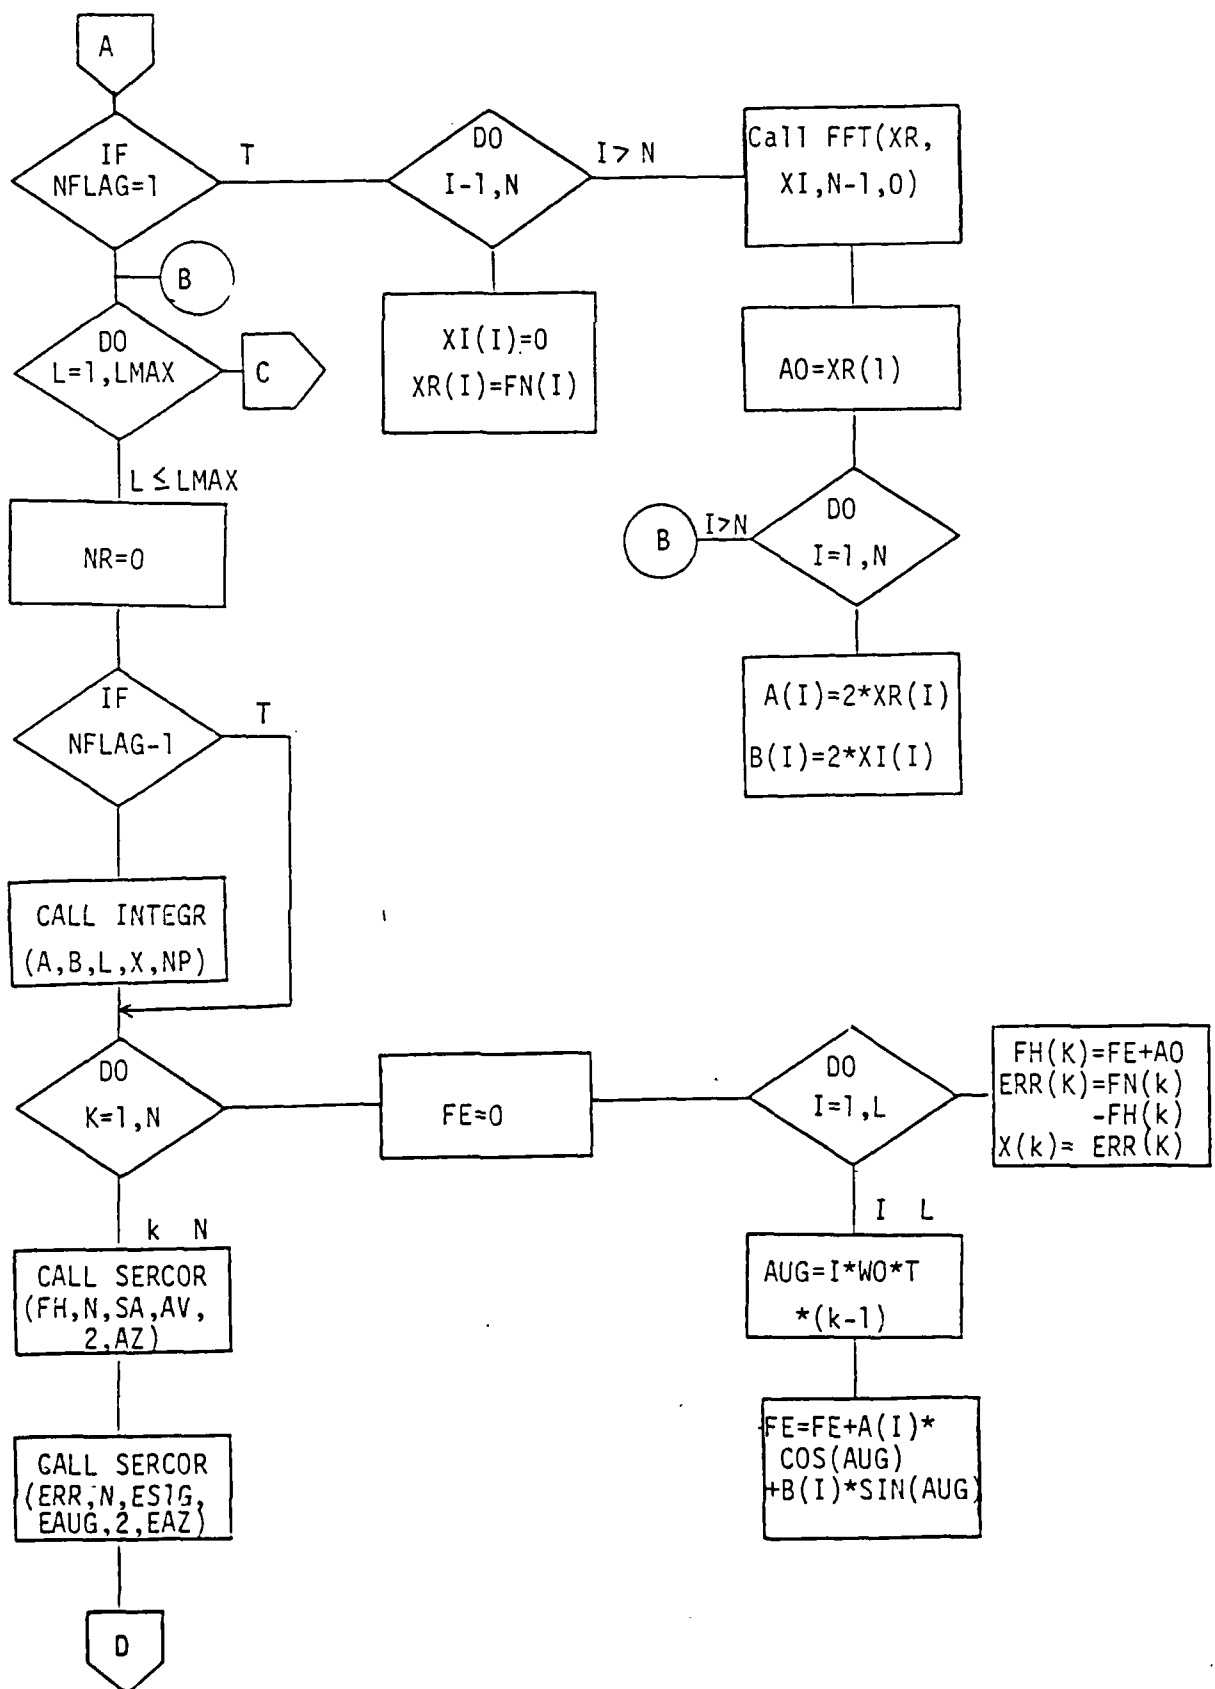 A
IF
NFLAG=1
T
DO
I-1,N
I>N
Call FFT(XR,
XI,N-1,0)
B
DO
L=1,LMAX
C
XI(I)=0
XR(I)=FN(I)
AO=XR(1)
L≤LMAX
NR=0
B
I>N
DO
I=1,N
IF
NFLAG-1
T
A(I)=2*XR(I)
B(I)=2*XI(I)
CALL INTEGR
(A,B,L,X,NP)
DO
K=1,N
FE=0
DO
I=1,L
FH(K)=FE+AO
ERR(K)=FN(k)
-FH(k)
X(k)= ERR(K)
k N
I L
CALL SERCOR
(FH,N,SA,AV,
2,AZ)
AUG=I*WO*T
*(k-1)
CALL SERCOR
(ERR,N,ESIG,
EAUG,2,EAZ)
FE=FE+A(I)*
COS(AUG)
+B(I)*SIN(AUG)
D